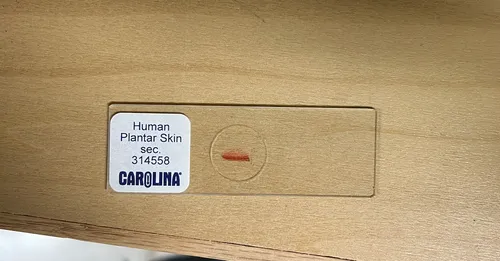 Human
Plantar Skin
sec.
314558
CAROLINA®